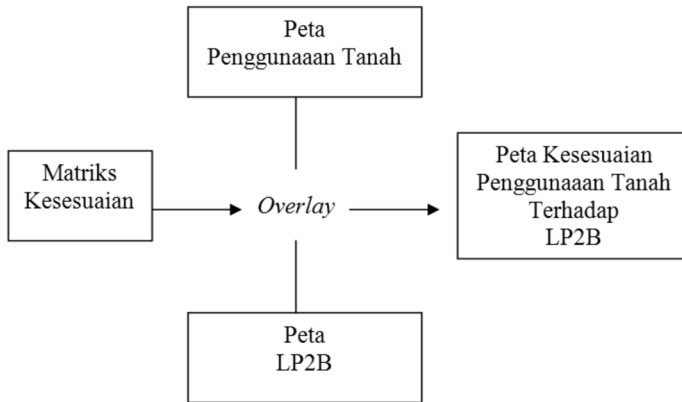 Peta
Penggunaaan Tanah
Matriks
Kesesuaian
Overlay
Peta Kesesuaian
Penggunaaan Tanah
Terhadap
LP2B
Peta
LP2B